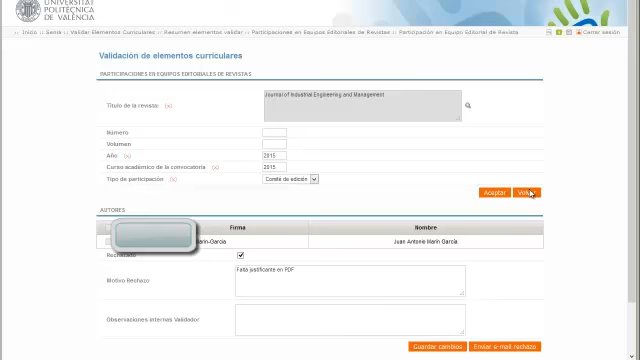 UNIVERSITAT
POLITÈCNICA
DE VALÈNCIA
:: Inicio :: Senia :: Validar Elementos Curriculares :: Resumen elementos validar :: Participaciones en Equipos Editoriales de Revistas :: Participación en Equipo Editorial de Revista
Cerrar sesión
Validación de elementos curriculares
PARTICIPACIONES EN EQUIPOS EDITORIALES DE REVISTAS
Título de la revista: (x) Journal of Industrial Engineering and Management
Número
Volumen
Año (x) 2015
Curso académico de la convocatoria (x) 2015
Tipo de participación (x) Comité de edición
Aceptar
AUTORES
Firma Nombre
Marin-Garcia Juan Antonio Marín García
Rechazado
Motivo Rechazo Falta justificante en PDF
Observaciones internas Validador
Guardar cambios Enviar e-mail rechazo